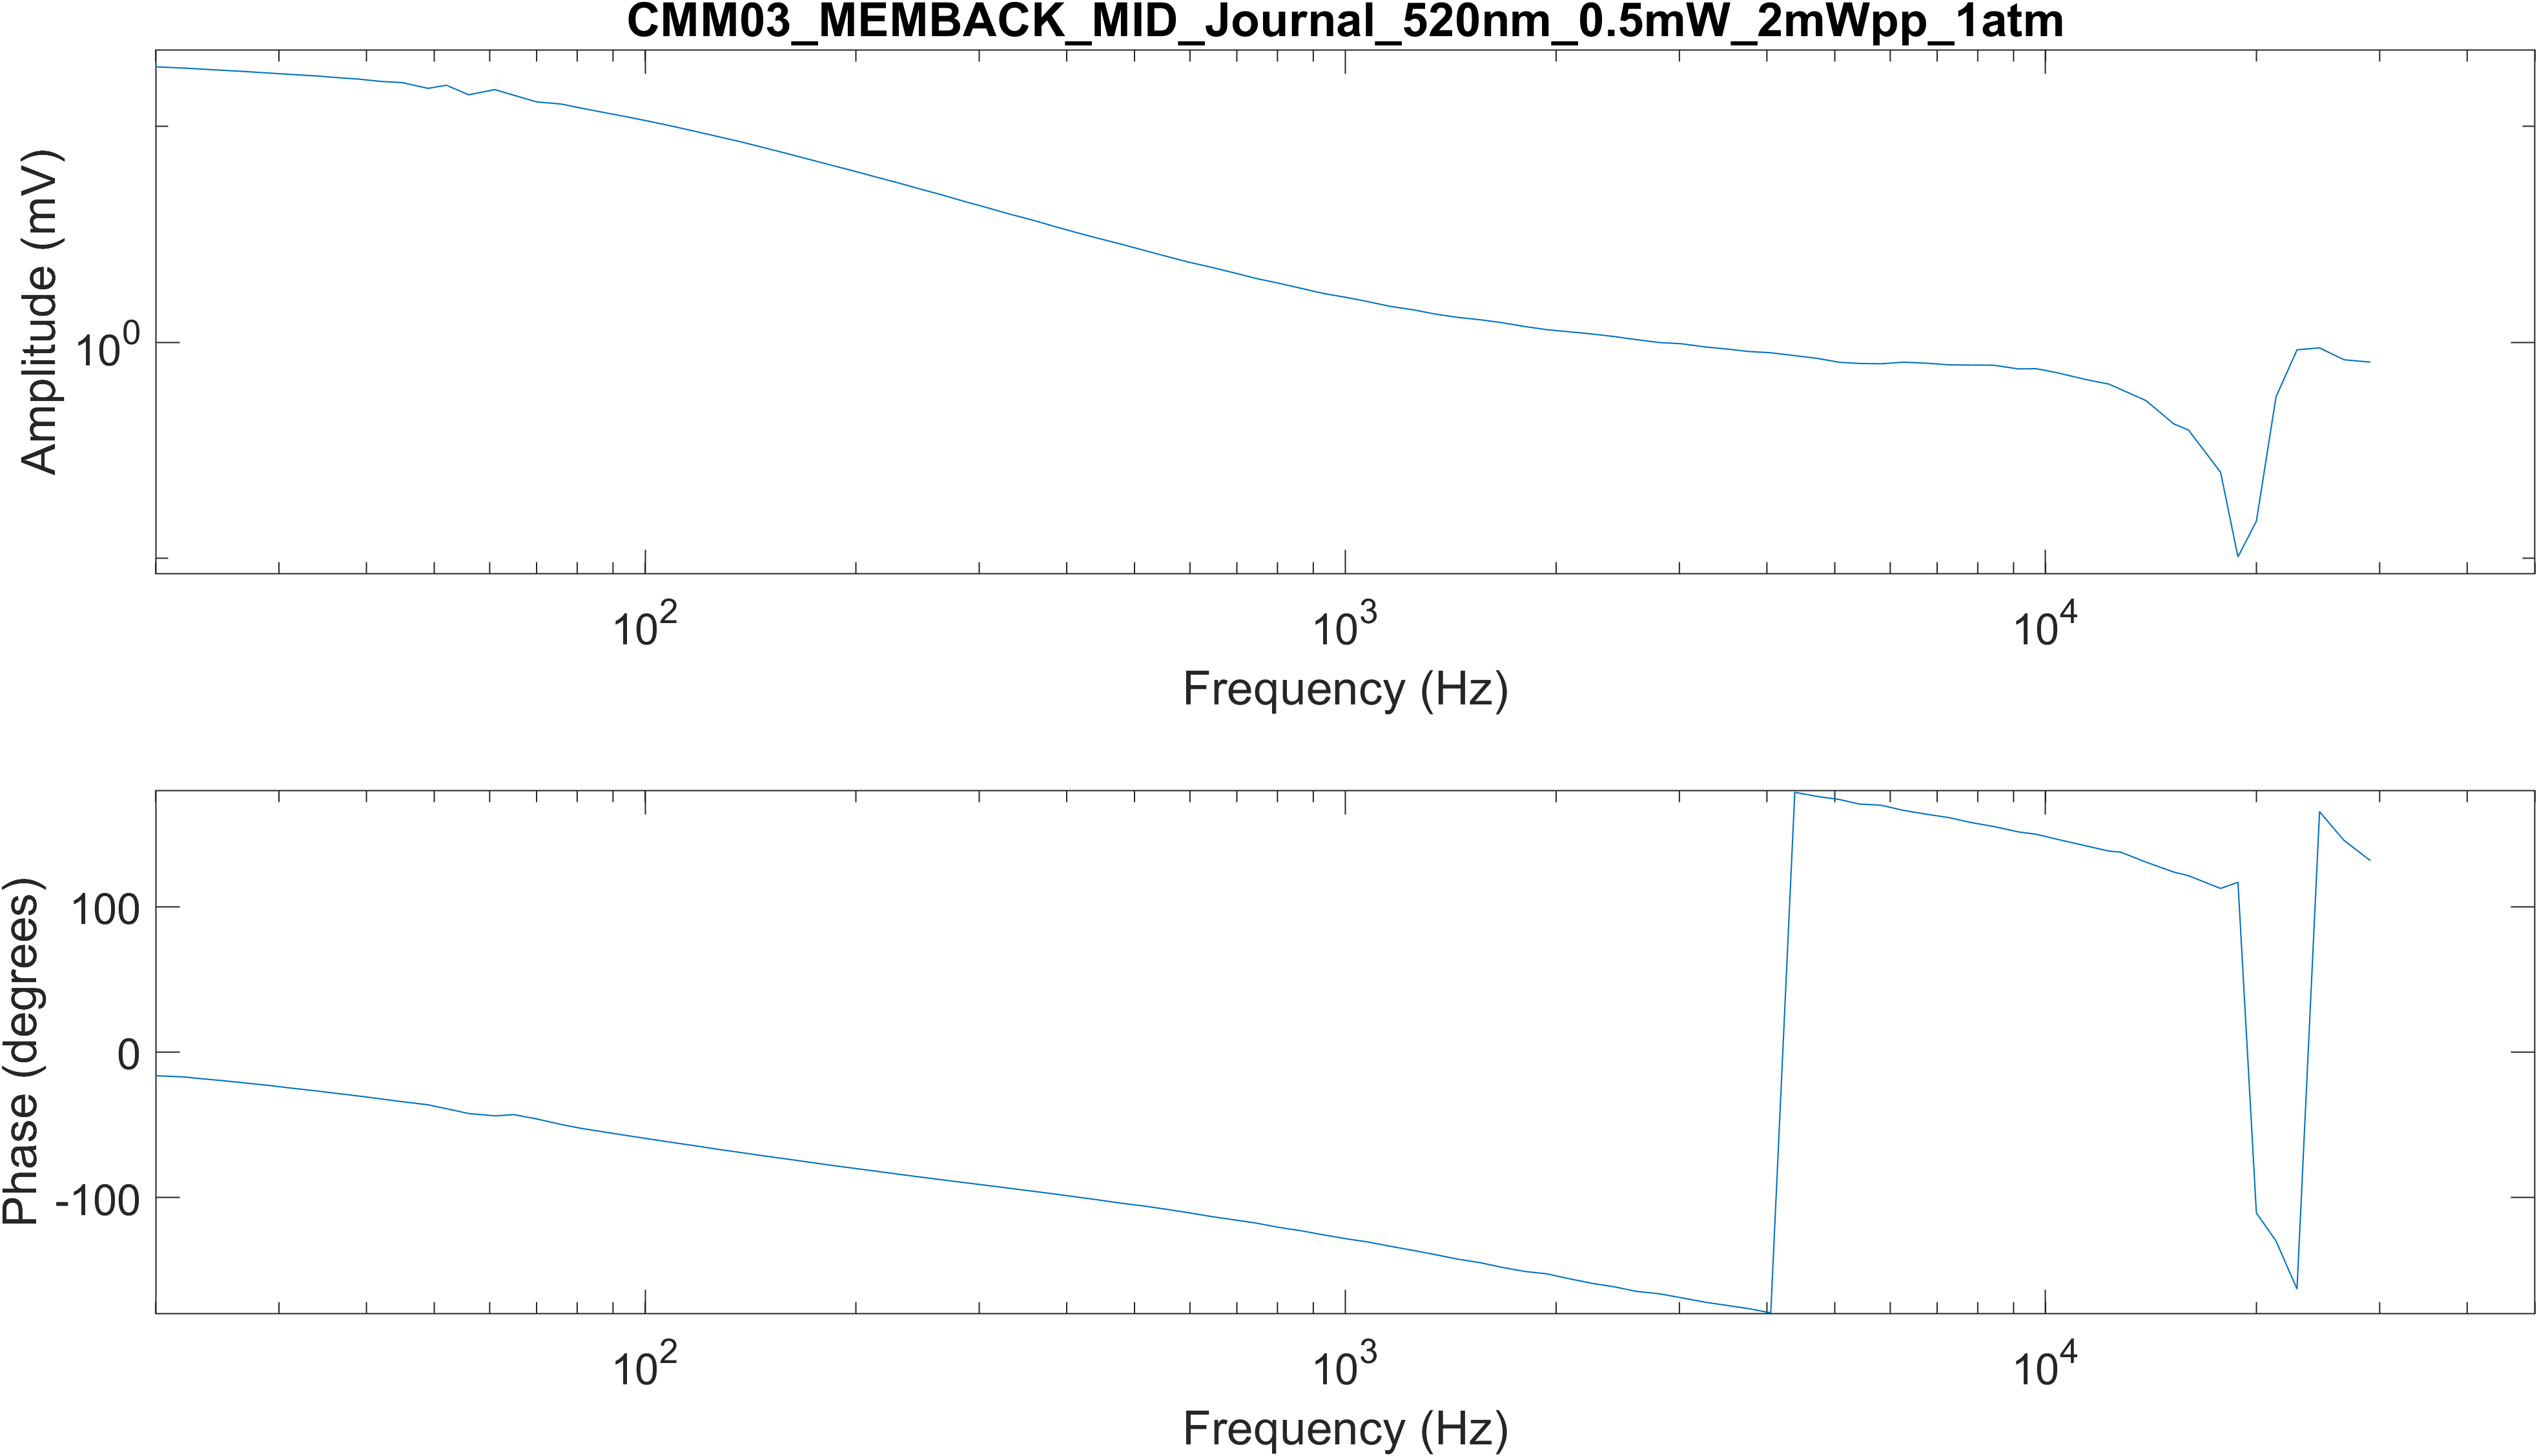 CMM03_MEMBACK_MID_Journal_520nm_0.5mW_2mWpp_1atm
Amplitude (mV)
10^0
10^2 10^3 10^4
Frequency (Hz)
Phase (degrees)
100
0
-100
10^2 10^3 10^4
Frequency (Hz)